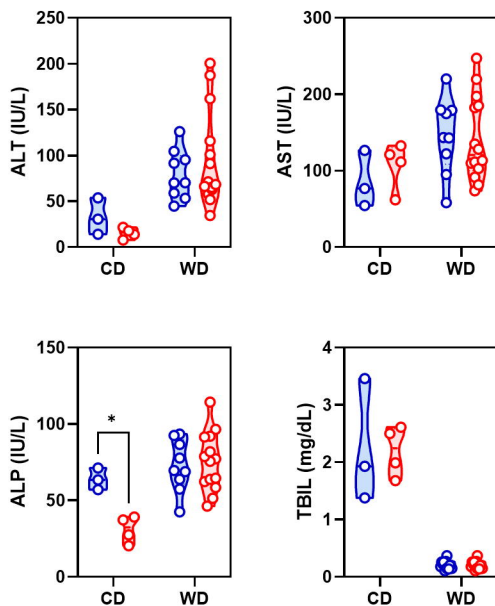 ALT (IU/L)
250
200
150
100
50
0
CD
WD
AST (IU/L)
300
200
100
0
CD
WD
ALP (IU/L)
150
100
50
0
*
CD
WD
TBIL (mg/dL)
4
3
2
1
0
CD
WD